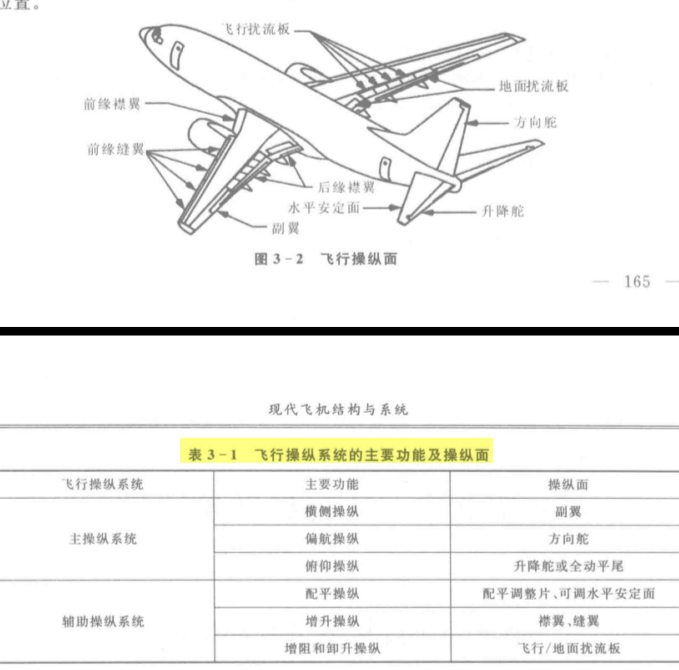 位置。
飞行扰流板
地面扰流板
前缘襟翼
方向舵
前缘缝翼
后缘襟翼
水平安定面
升降舵
副翼
图 3-2 飞行操纵面
— 165 —
现代飞机结构与系统
表 3-1 飞行操纵系统的主要功能及操纵面
飞行操纵系统 主要功能 操纵面
横侧操纵 副翼
主操纵系统 偏航操纵 方向舵
俯仰操纵 升降舵或全动平尾
配平操纵 配平调整片、可调水平安定面
辅助操纵系统 增升操纵 襟翼、缝翼
增阻和卸升操纵 飞行/地面扰流板